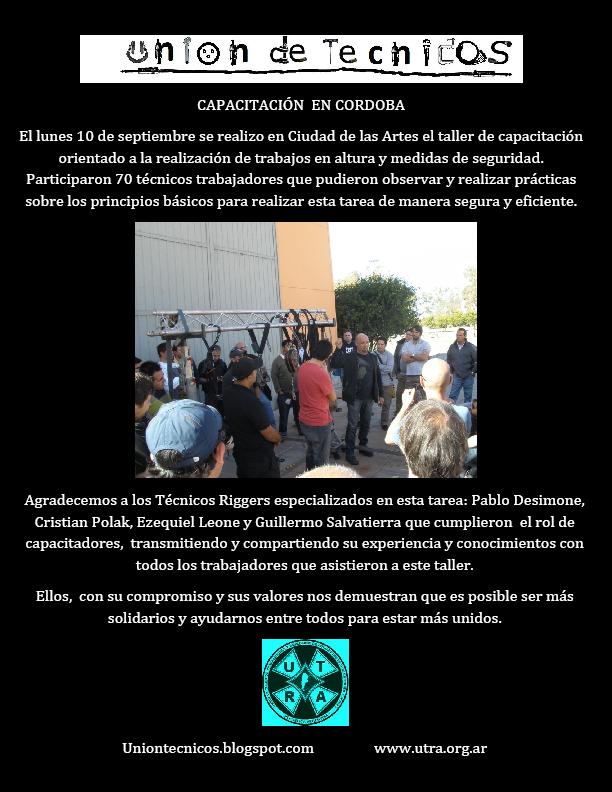 Union de Tecnicos
CAPACITACIÓN EN CORDOBA
El lunes 10 de septiembre se realizo en Ciudad de las Artes el taller de capacitación
orientado a la realización de trabajos en altura y medidas de seguridad.
Participaron 70 técnicos trabajadores que pudieron observar y realizar prácticas
sobre los principios básicos para realizar esta tarea de manera segura y eficiente.
Agradecemos a los Técnicos Riggers especializados en esta tarea: Pablo Desimone,
Cristian Polak, Ezequiel Leone y Guillermo Salvatierra que cumplieron el rol de
capacitadores, transmitiendo y compartiendo su experiencia y conocimientos con
todos los trabajadores que asistieron a este taller.
Ellos, con su compromiso y sus valores nos demuestran que es posible ser más
solidarios y ayudarnos entre todos para estar más unidos.
U T
R A
Uniontecnicos.blogspot.com www.utra.org.ar